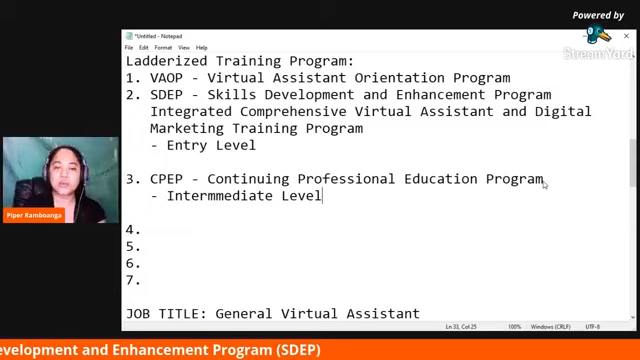 Powered by
StreamYard
*Untitled - Notepad
File Edit Format View Help
Ladderized Training Program:
1. VAOP - Virtual Assistant Orientation Program
2. SDEP - Skills Development and Enhancement Program
Integrated Comprehensive Virtual Assistant and Digital
Marketing Training Program
- Entry Level
3. CPEP - Continuing Professional Education Program
- Intermmediate Level
4.
5.
6.
7.
JOB TITLE: General Virtual Assistant
Piper Ramboanga
Ln 33, Col 25 100% Windows (CRLF) UTF-8
evelopment and Enhancement Program (SDEP)